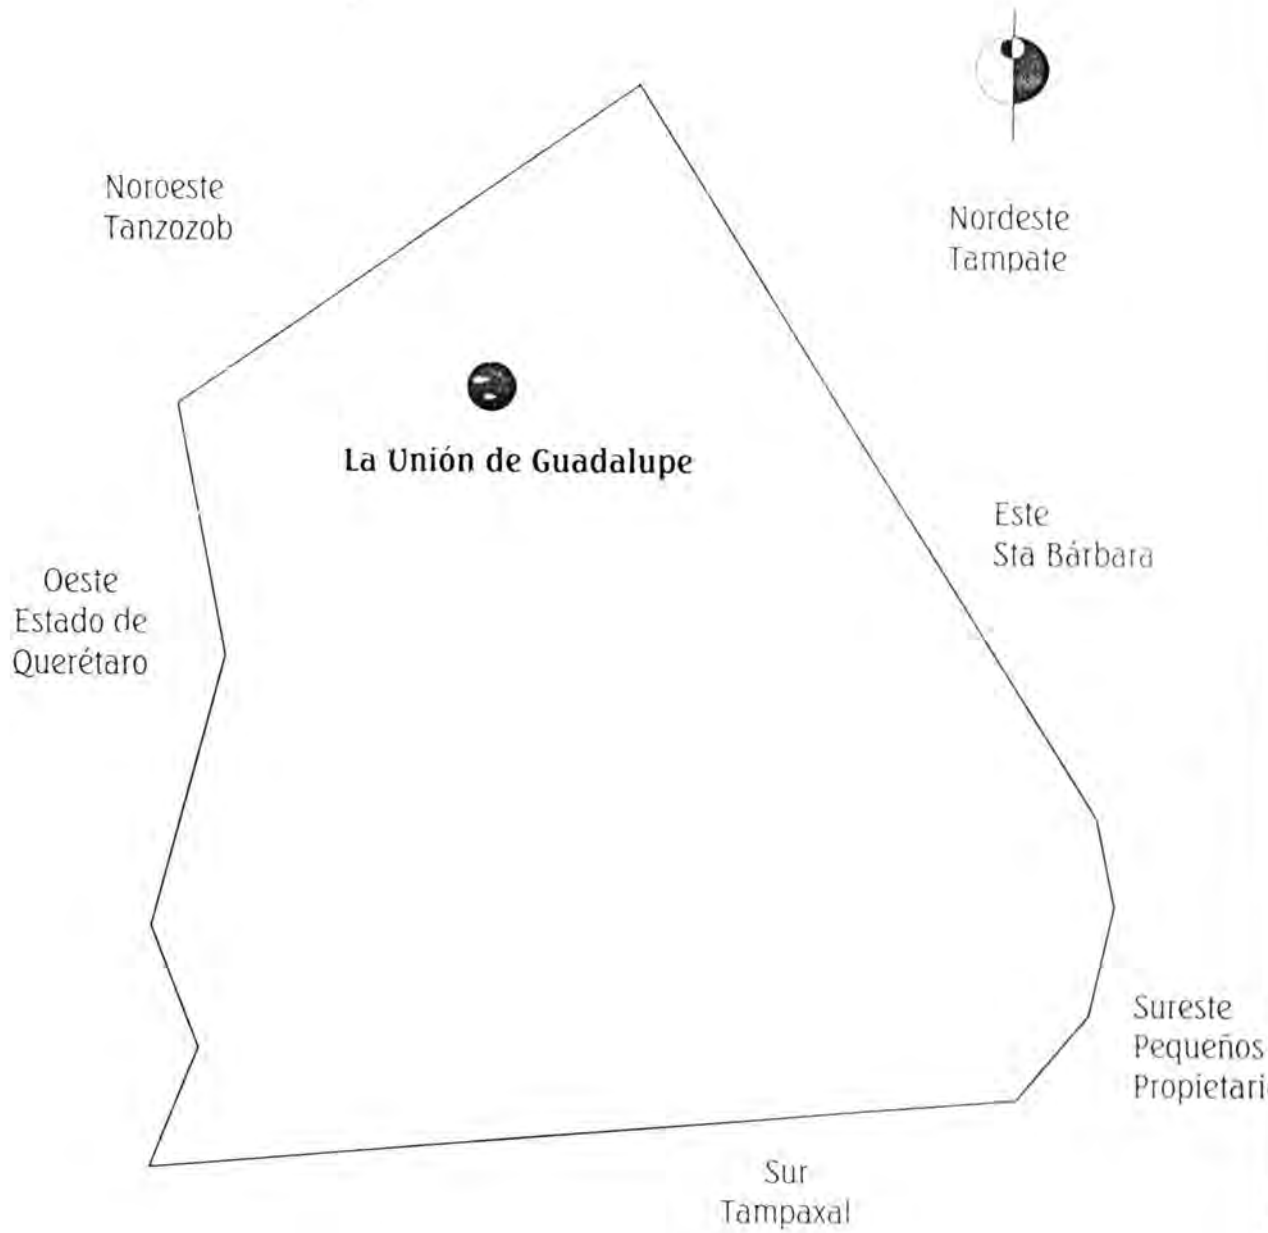 Noroeste
Tanzozob
Nordeste
Tampate
La Unión de Guadalupe
Este
Sta Bárbara
Oeste
Estado de
Querétaro
Sureste
Pequeños
Propietari
Sur
Tampaxal